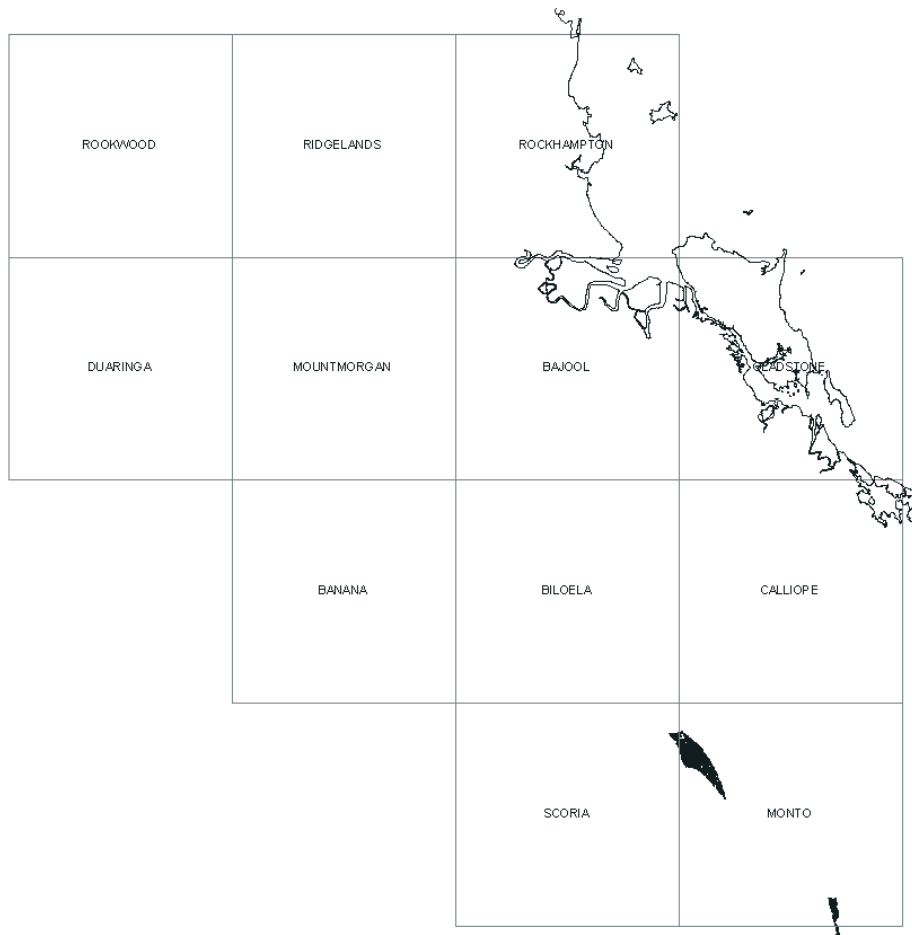 ROOKWOOD
RIDGELANDS
ROCKHAMPTON
DUARINGA
MOUNTMORGAN
BAJOOL
GLADSTONE
BANANA
BILOELA
CALLIOPE
SCORIA
MONTO